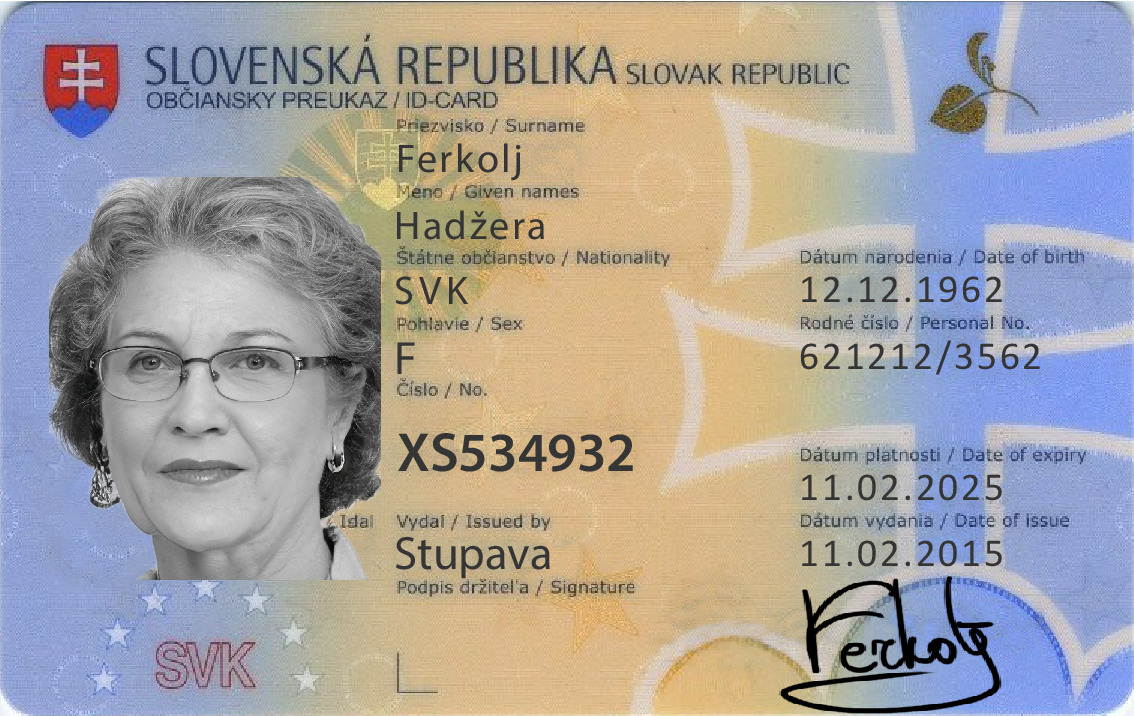 SLOVENSKÁ REPUBLIKA SLOVAK REPUBLIC
OBČIANSKY PREUKAZ / ID-CARD
Priezvisko / Surname
Ferkolj
Meno / Given names
Hadžera
Štátne občianstvo / Nationality
SVK
Dátum narodenia / Date of birth
12.12.1962
Pohlavie / Sex
F
Rodné číslo / Personal No.
621212/3562
Číslo / No.
XS534932
Dátum platnosti / Date of expiry
11.02.2025
Vydal / Issued by
Stupava
Dátum vydania / Date of issue
11.02.2015
Podpis držiteľa / Signature
SVK